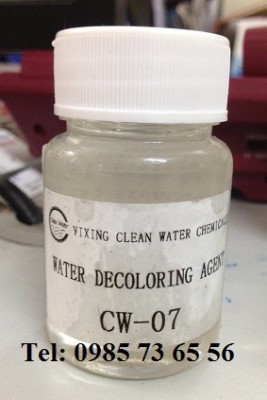 YIXING CLEAN WATER CHEMICAL
WATER DECOLORING AGENT
CW-07
Tel: 0985 73 65 56